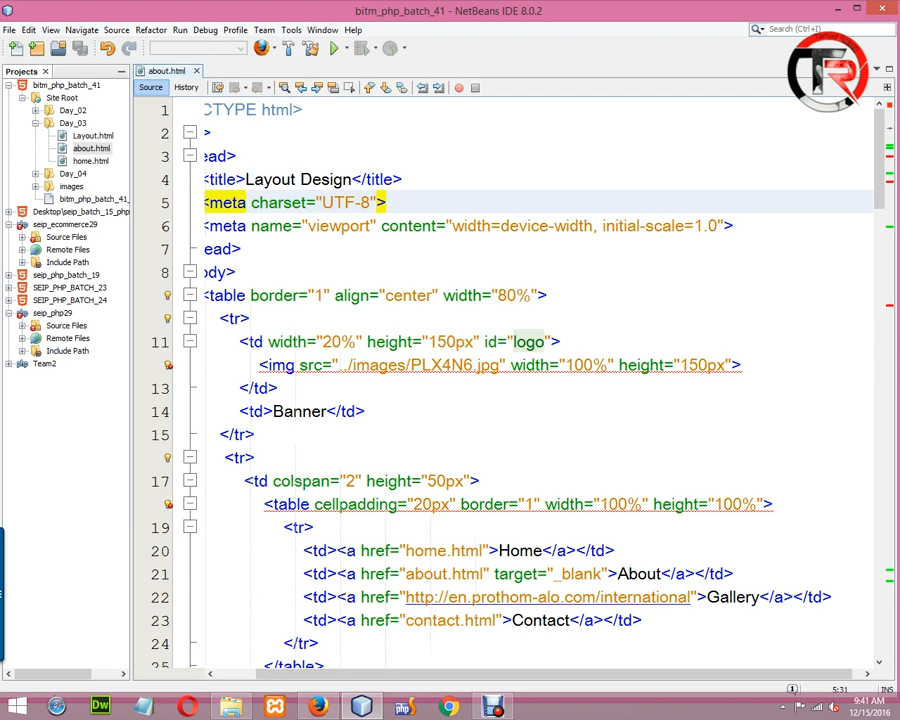 bitm_php_batch_41 - NetBeans IDE 8.0.2
File Edit View Navigate Source Refactor Run Debug Profile Team Tools Window Help
Search (Ctrl+I)
Projects
about.html
Source History
bitm_php_batch_41
Site Root
Day_02
Day_03
Layout.html
about.html
home.html
Day_04
images
bitm_php_batch_41_
Desktop\seip_batch_15_php
seip_ecommerce29
Source Files
Remote Files
Include Path
seip_php_batch_19
SEIP_PHP_BATCH_23
SEIP_PHP_BATCH_24
seip_php29
Source Files
Remote Files
Include Path
Team2
1 CTYPE html>
2 >
3 ead>
4 <title>Layout Design</title>
5 <meta charset="UTF-8">
6 <meta name="viewport" content="width=device-width, initial-scale=1.0">
7 ead>
8 ody>
<table border="1" align="center" width="80%">
<tr>
11 <td width="20%" height="150px" id="logo">
<img src="../images/PLX4N6.jpg" width="100%" height="150px">
13 </td>
14 <td>Banner</td>
15 </tr>
<tr>
17 <td colspan="2" height="50px">
<table cellpadding="20px" border="1" width="100%" height="100%">
19 <tr>
20 <td><a href="home.html">Home</a></td>
21 <td><a href="about.html" target="_blank">About</a></td>
22 <td><a href="http://en.prothom-alo.com/international">Gallery</a></td>
23 <td><a href="contact.html">Contact</a></td>
24 </tr>
25 </table>
1 5:31 INS
Dw php
9:41 AM
12/15/2016